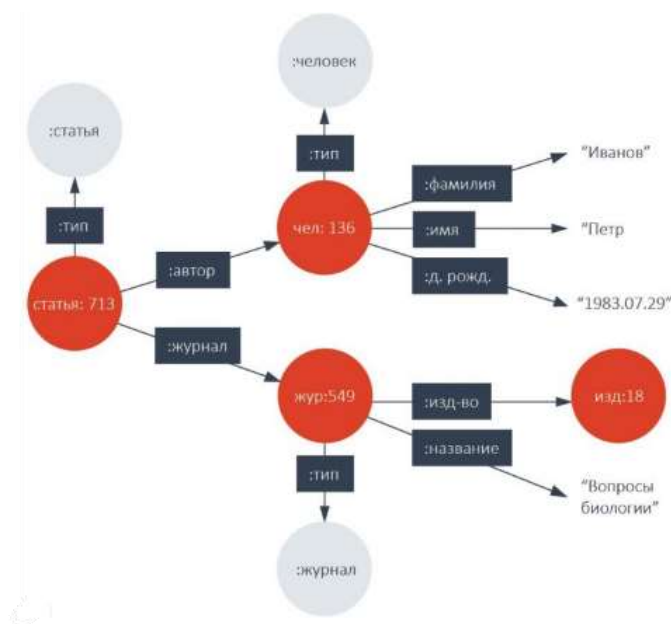 :человек
:статья
:тип
"Иванов"
:фамилия
:тип
чел: 136
:имя
"Петр
:автор
:д. рожд.
статья: 713
"1983.07.29"
:журнал
жур:549
:изд-во
изд:18
:название
:тип
"Вопросы
биологии"
:журнал